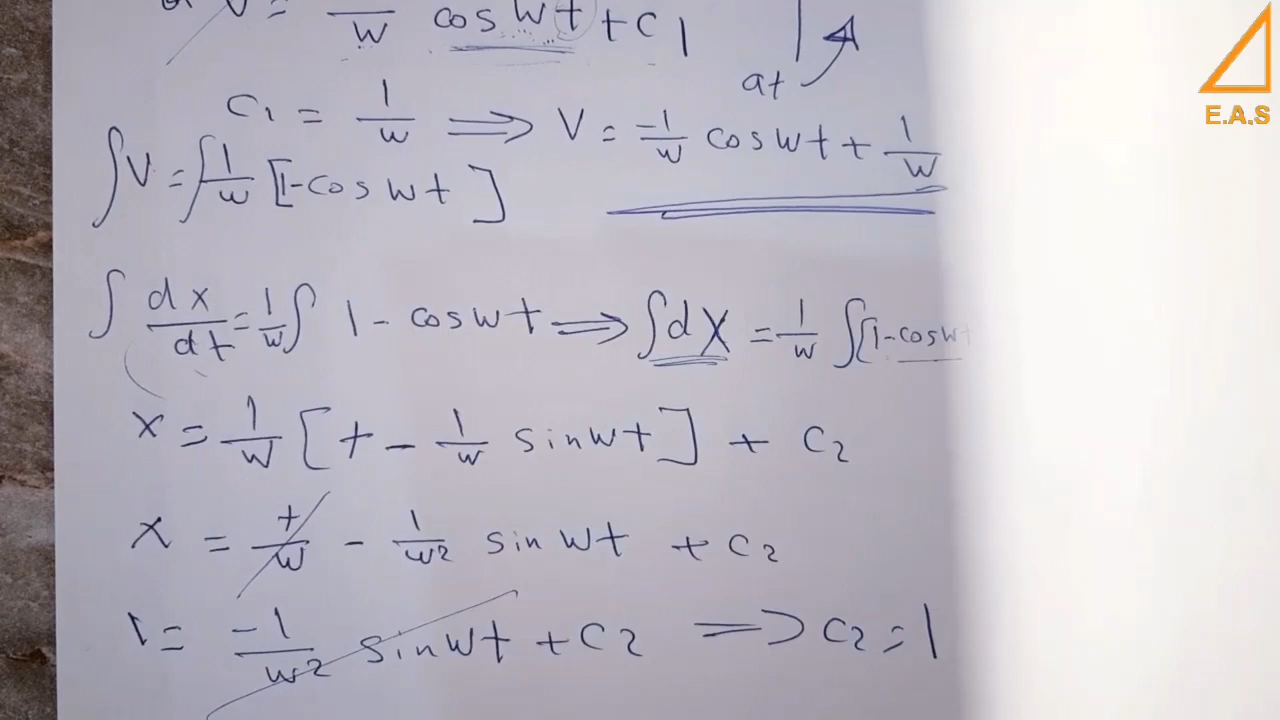 V = 1/w cos wt + C1
at
C1 = 1/w ⟹ V = -1/w cos wt + 1/w
∫V = ∫1/w [1-cos wt]
∫ dx/dt = 1/w ∫ 1 - cos wt ⟹ ∫dX = 1/w ∫[1-cos w
x = 1/w [t - 1/w sin wt] + C2
x = t/w - 1/w2 sin wt + C2
1 = -1/w2 sin wt + C2 ⟹ C2 = 1
E.A.S